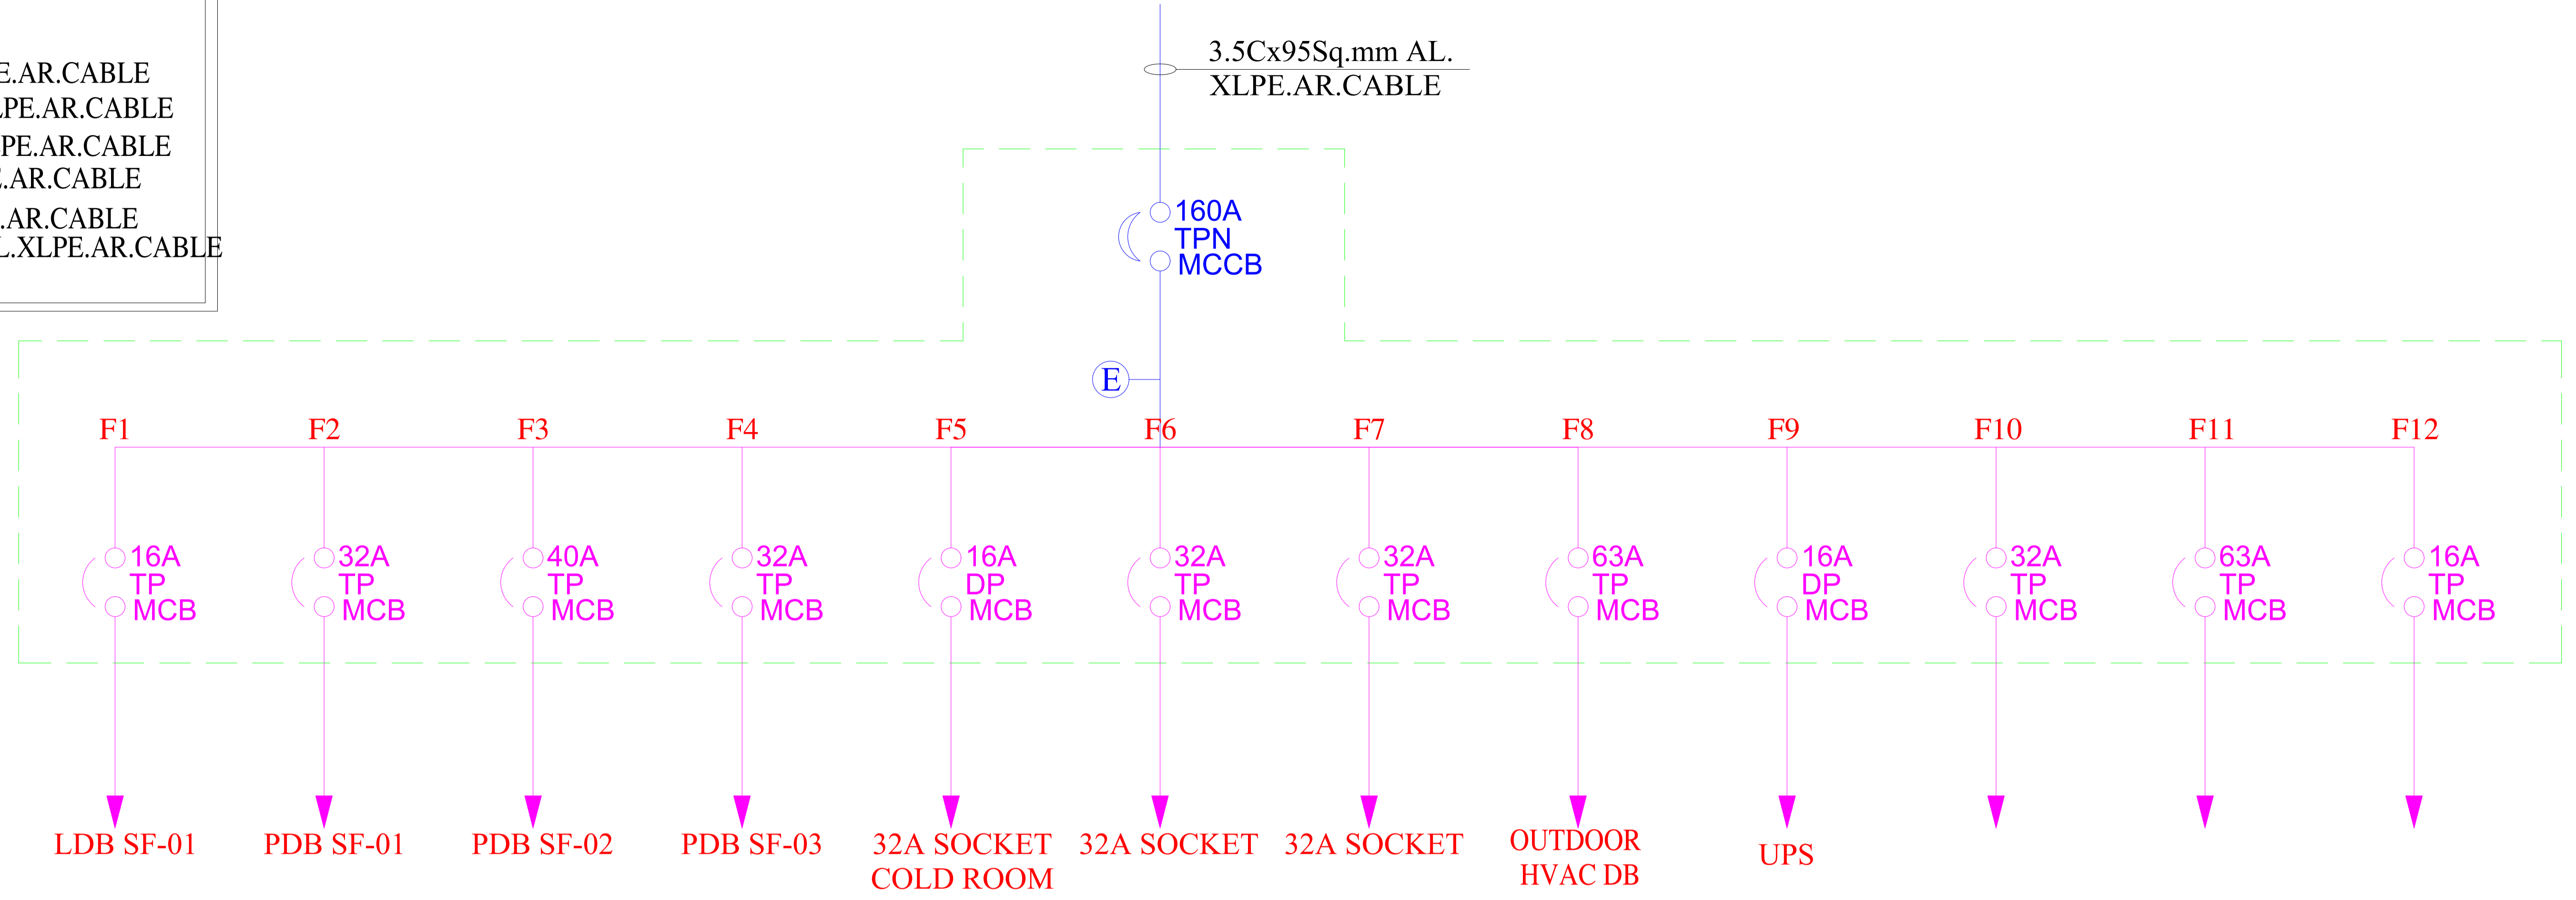 E.AR.CABLE
LPE.AR.CABLE
PE.AR.CABLE
E.AR.CABLE
.AR.CABLE
L.XLPE.AR.CABLE
3.5Cx95Sq.mm AL.
XLPE.AR.CABLE
160A
TPN
MCCB
E
F1 F2 F3 F4 F5 F6 F7 F8 F9 F10 F11 F12
16A 32A 40A 32A 16A 32A 32A 63A 16A 32A 63A 16A
TP TP TP TP DP TP TP TP DP TP TP TP
MCB MCB MCB MCB MCB MCB MCB MCB MCB MCB MCB MCB
LDB SF-01
PDB SF-01
PDB SF-02
PDB SF-03
32A SOCKET
COLD ROOM
32A SOCKET
32A SOCKET
OUTDOOR
HVAC DB
UPS